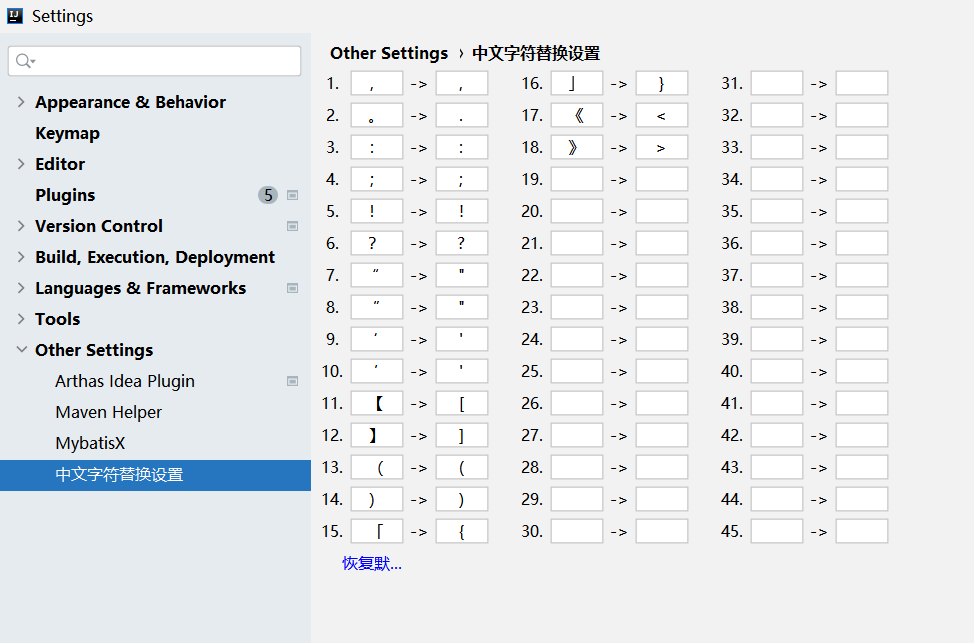 Settings
Appearance & Behavior
Keymap
Editor
Plugins 5
Version Control
Build, Execution, Deployment
Languages & Frameworks
Tools
Other Settings
Arthas Idea Plugin
Maven Helper
MybatisX
中文字符替换设置
Other Settings › 中文字符替换设置
1. ， -> ,
2. 。 -> .
3. ： -> :
4. ； -> ;
5. ！ -> !
6. ？ -> ?
7. “ -> "
8. ” -> "
9. ‘ -> '
10. ’ -> '
11. 【 -> [
12. 】 -> ]
13. （ -> (
14. ） -> )
15. 「 -> {
16. 」 -> }
17. 《 -> <
18. 》 -> >
19. ->
20. ->
21. ->
22. ->
23. ->
24. ->
25. ->
26. ->
27. ->
28. ->
29. ->
30. ->
31. ->
32. ->
33. ->
34. ->
35. ->
36. ->
37. ->
38. ->
39. ->
40. ->
41. ->
42. ->
43. ->
44. ->
45. ->
恢复默...